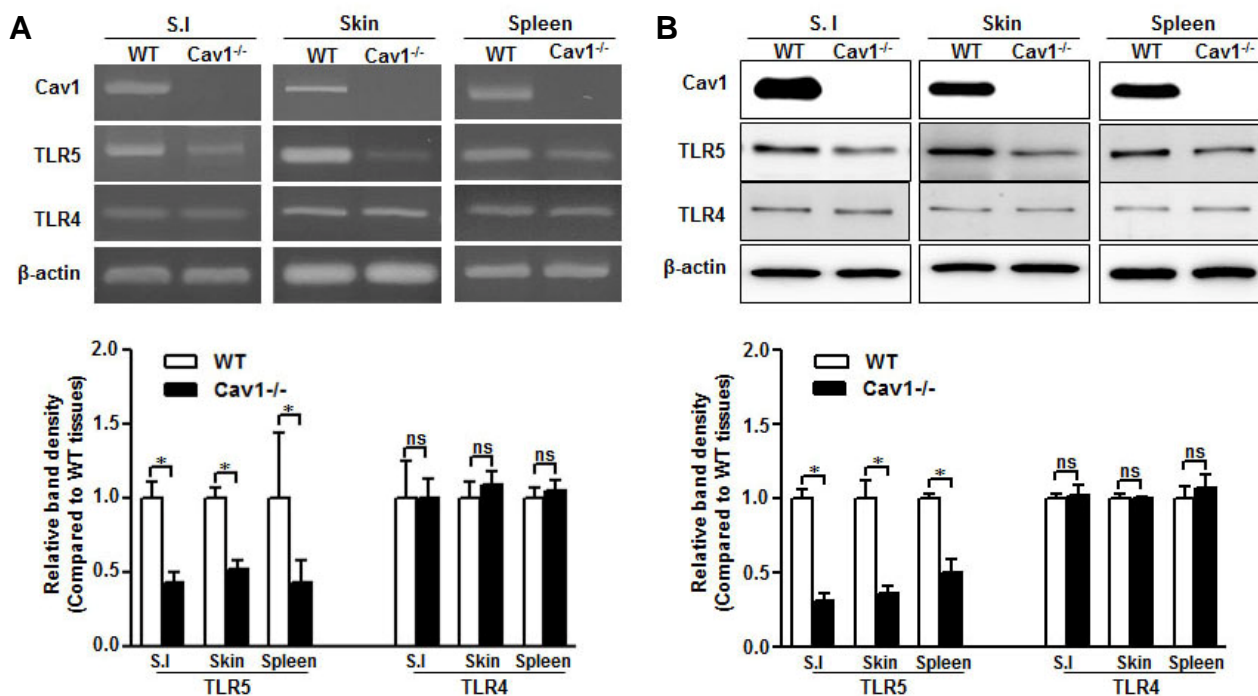 A
S.I Skin Spleen
WT Cav1-/- WT Cav1-/- WT Cav1-/-
Cav1
TLR5
TLR4
β-actin
2.0
1.5
1.0
0.5
0.0
Relative band density
(Compared to WT tissues)
WT
Cav1-/-
* * * ns ns ns
S.I Skin Spleen S.I Skin Spleen
TLR5 TLR4
B
S. I Skin Spleen
WT Cav1-/- WT Cav1-/- WT Cav1-/-
Cav1
TLR5
TLR4
β-actin
2.0
1.5
1.0
0.5
0.0
Relative band density
(Compared to WT tissues)
WT
Cav1-/-
* * * ns ns ns
S.I Skin Spleen S.I Skin Spleen
TLR5 TLR4